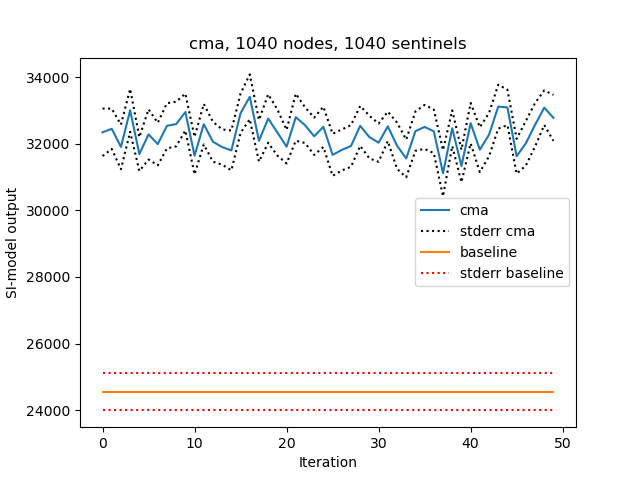 cma, 1040 nodes, 1040 sentinels
SI-model output
34000
32000
30000
28000
26000
24000
cma
stderr cma
baseline
stderr baseline
0 10 20 30 40 50
Iteration